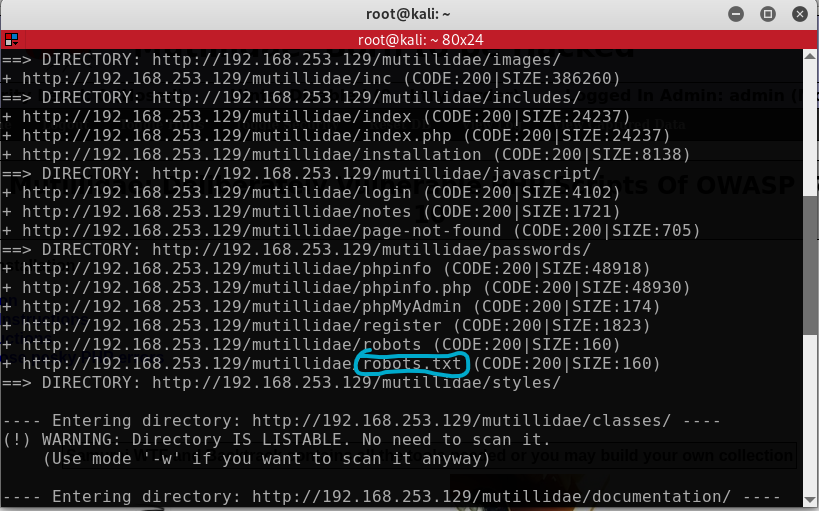 root@kali: ~
root@kali: ~ 80x24
==> DIRECTORY: http://192.168.253.129/mutillidae/images/
+ http://192.168.253.129/mutillidae/inc (CODE:200|SIZE:386260)
==> DIRECTORY: http://192.168.253.129/mutillidae/includes/
+ http://192.168.253.129/mutillidae/index (CODE:200|SIZE:24237)
+ http://192.168.253.129/mutillidae/index.php (CODE:200|SIZE:24237)
+ http://192.168.253.129/mutillidae/installation (CODE:200|SIZE:8138)
==> DIRECTORY: http://192.168.253.129/mutillidae/javascript/
+ http://192.168.253.129/mutillidae/login (CODE:200|SIZE:4102)
+ http://192.168.253.129/mutillidae/notes (CODE:200|SIZE:1721)
+ http://192.168.253.129/mutillidae/page-not-found (CODE:200|SIZE:705)
==> DIRECTORY: http://192.168.253.129/mutillidae/passwords/
+ http://192.168.253.129/mutillidae/phpinfo (CODE:200|SIZE:48918)
+ http://192.168.253.129/mutillidae/phpinfo.php (CODE:200|SIZE:48930)
+ http://192.168.253.129/mutillidae/phpMyAdmin (CODE:200|SIZE:174)
+ http://192.168.253.129/mutillidae/register (CODE:200|SIZE:1823)
+ http://192.168.253.129/mutillidae/robots (CODE:200|SIZE:160)
+ http://192.168.253.129/mutillidae/robots.txt (CODE:200|SIZE:160)
==> DIRECTORY: http://192.168.253.129/mutillidae/styles/
---- Entering directory: http://192.168.253.129/mutillidae/classes/ ----
(!) WARNING: Directory IS LISTABLE. No need to scan it.
(Use mode '-w' if you want to scan it anyway)
---- Entering directory: http://192.168.253.129/mutillidae/documentation/ ----